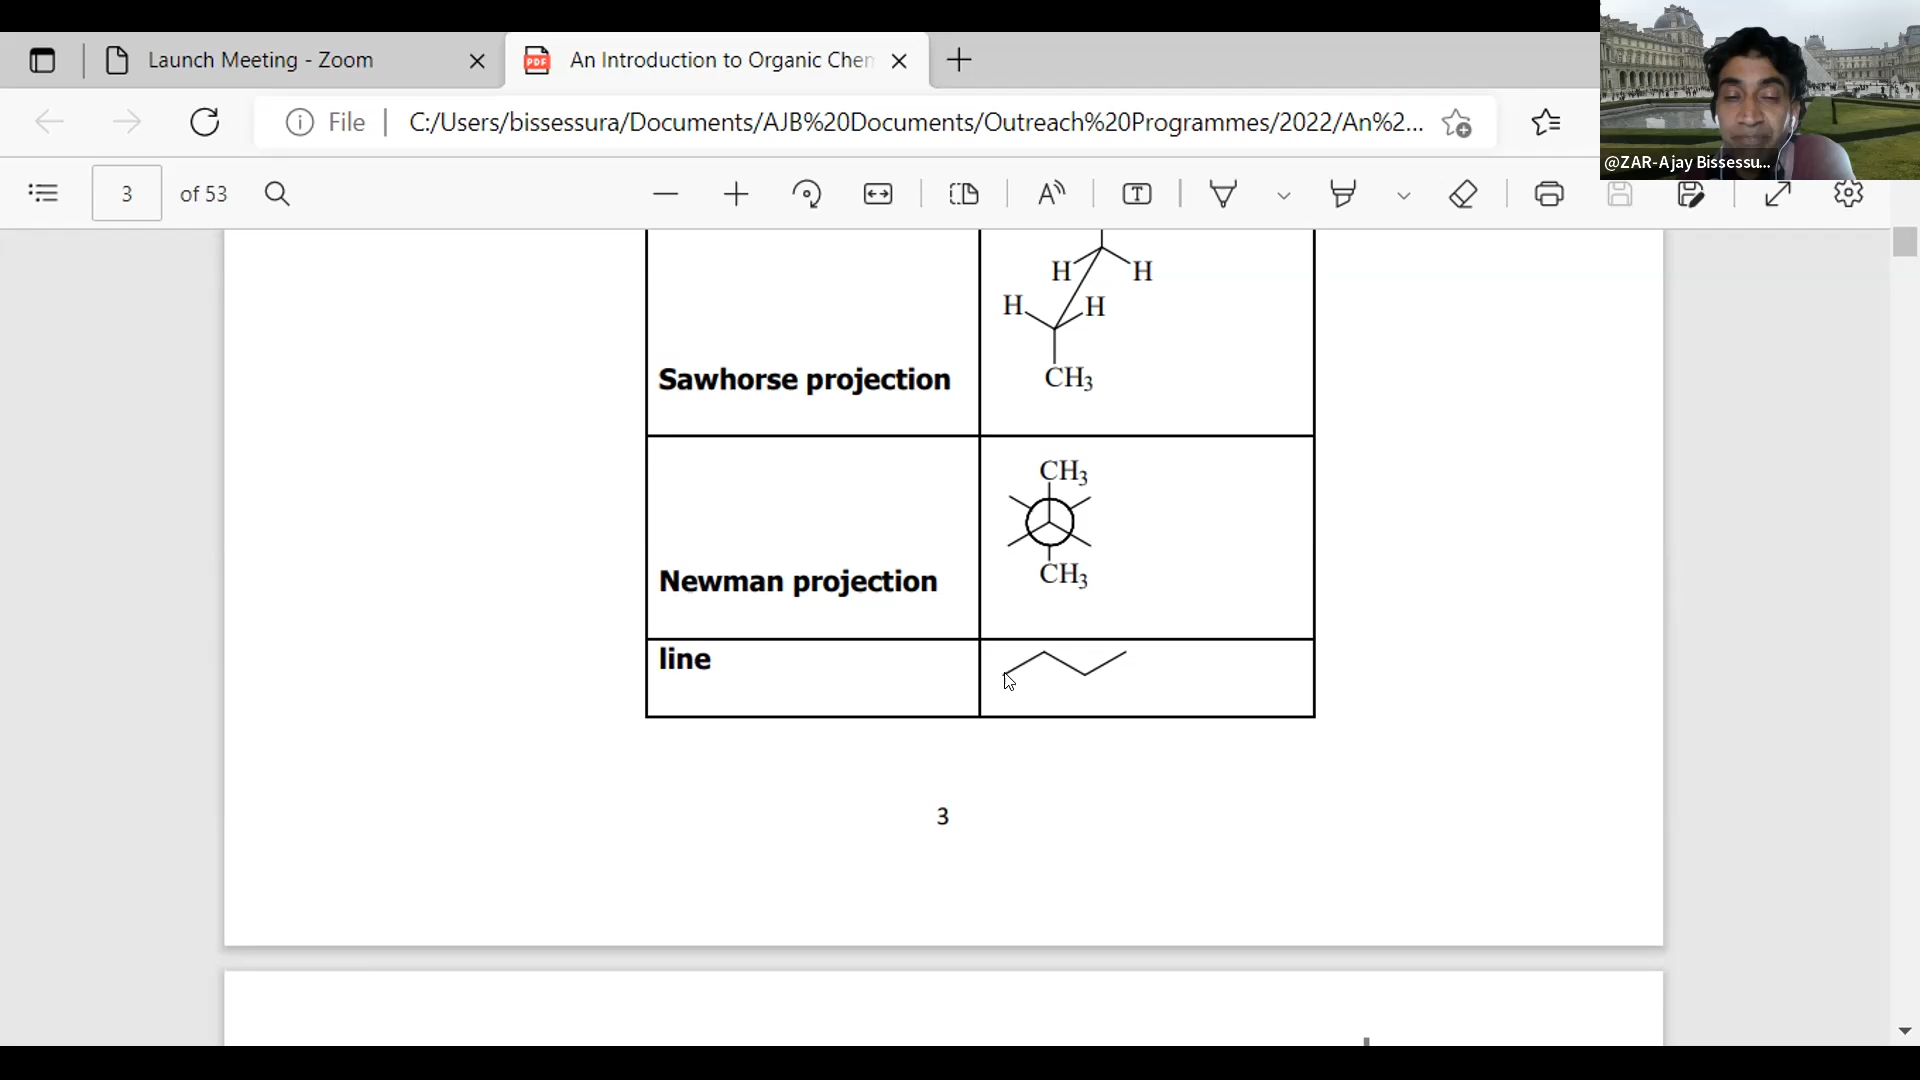 Launch Meeting - Zoom
An Introduction to Organic Chem
File
C:/Users/bissessura/Documents/AJB%20Documents/Outreach%20Programmes/2022/An%2...
@ZAR-Ajay Bissessu...
3 of 53
H H
H H
CH3
Sawhorse projection
CH3
CH3
Newman projection
line
3